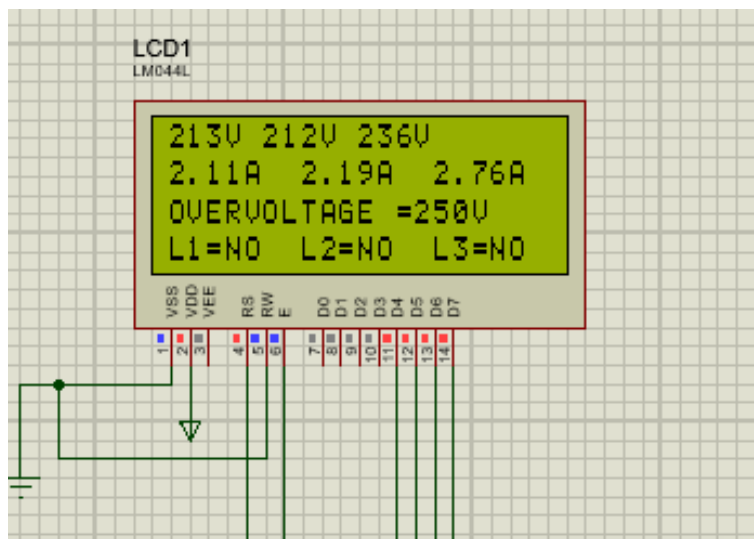 LCD1
LM044L
213V 212V 236V
2.11A 2.19A 2.76A
OVERVOLTAGE =250V
L1=NO L2=NO L3=NO
VSS VDD VEE RS RW E D0 D1 D2 D3 D4 D5 D6 D7
1 2 3 4 5 6 7 8 9 10 11 12 13 14